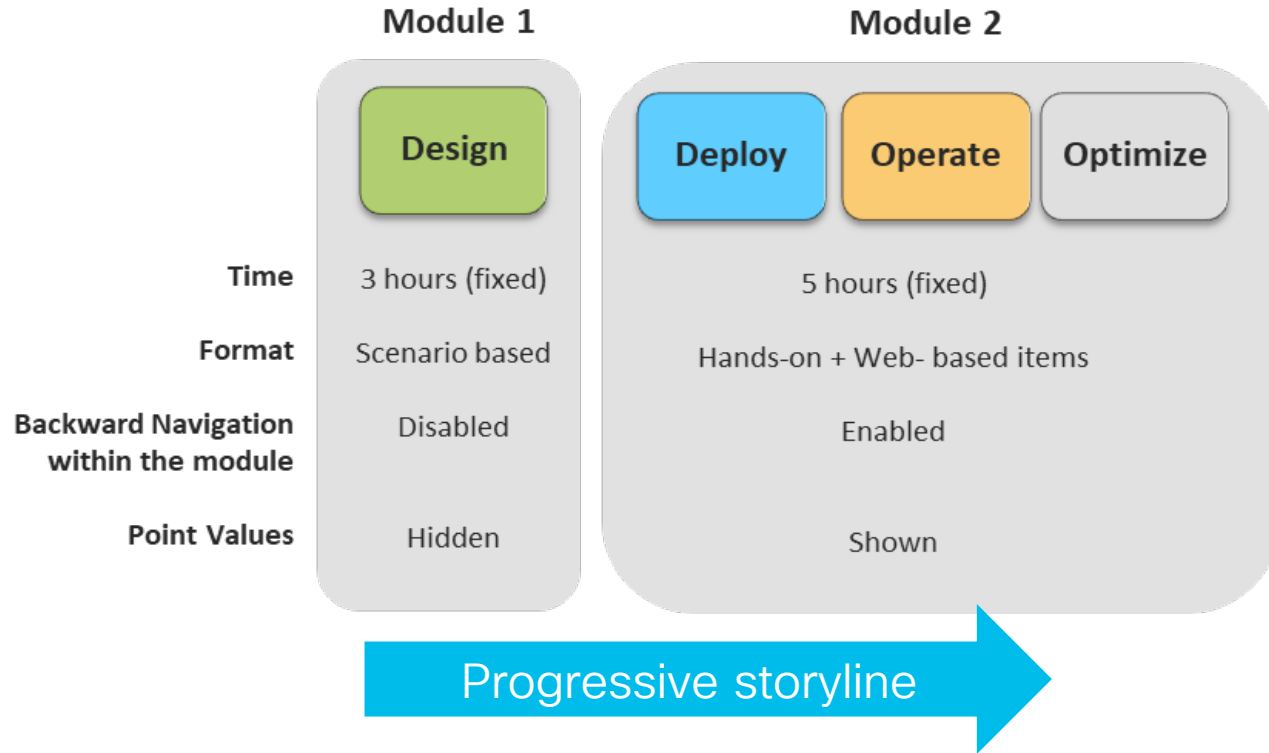 Module 1
Module 2
Design
Deploy
Operate
Optimize
Time
3 hours (fixed)
5 hours (fixed)
Format
Scenario based
Hands-on + Web- based items
Backward Navigation
within the module
Disabled
Enabled
Point Values
Hidden
Shown
Progressive storyline